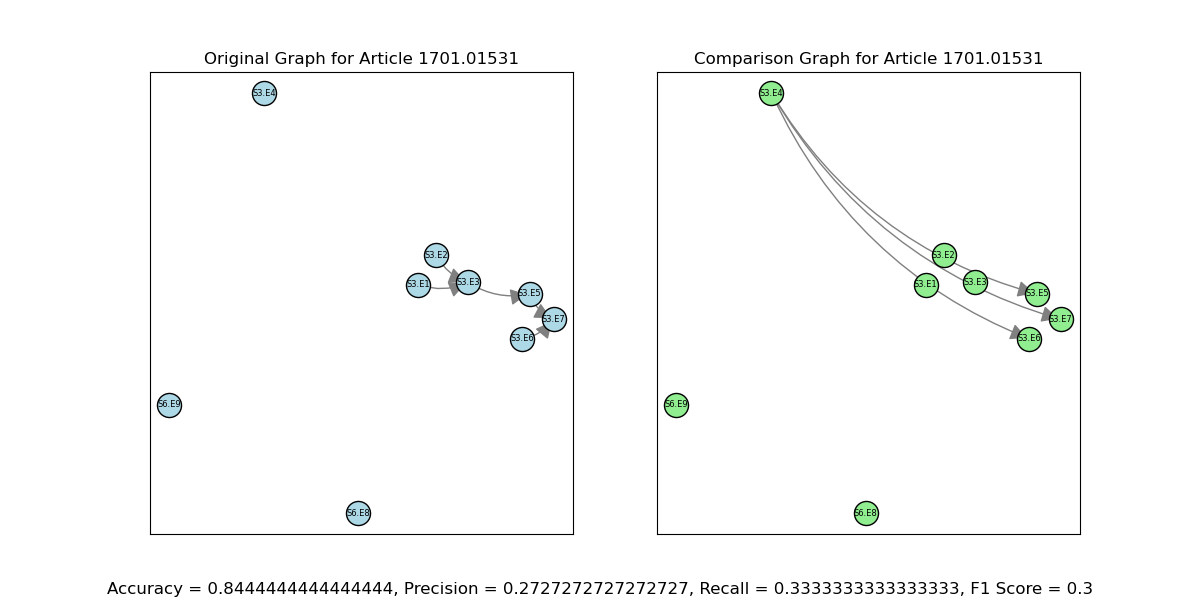 Original Graph for Article 1701.01531
S3.E4
S3.E2
S3.E1
S3.E3
S3.E5
S3.E7
S3.E6
S6.E9
S6.E8
Comparison Graph for Article 1701.01531
S3.E4
S3.E2
S3.E1
S3.E3
S3.E5
S3.E7
S3.E6
S6.E9
S6.E8
Accuracy = 0.8444444444444444, Precision = 0.2727272727272727, Recall = 0.3333333333333333, F1 Score = 0.3